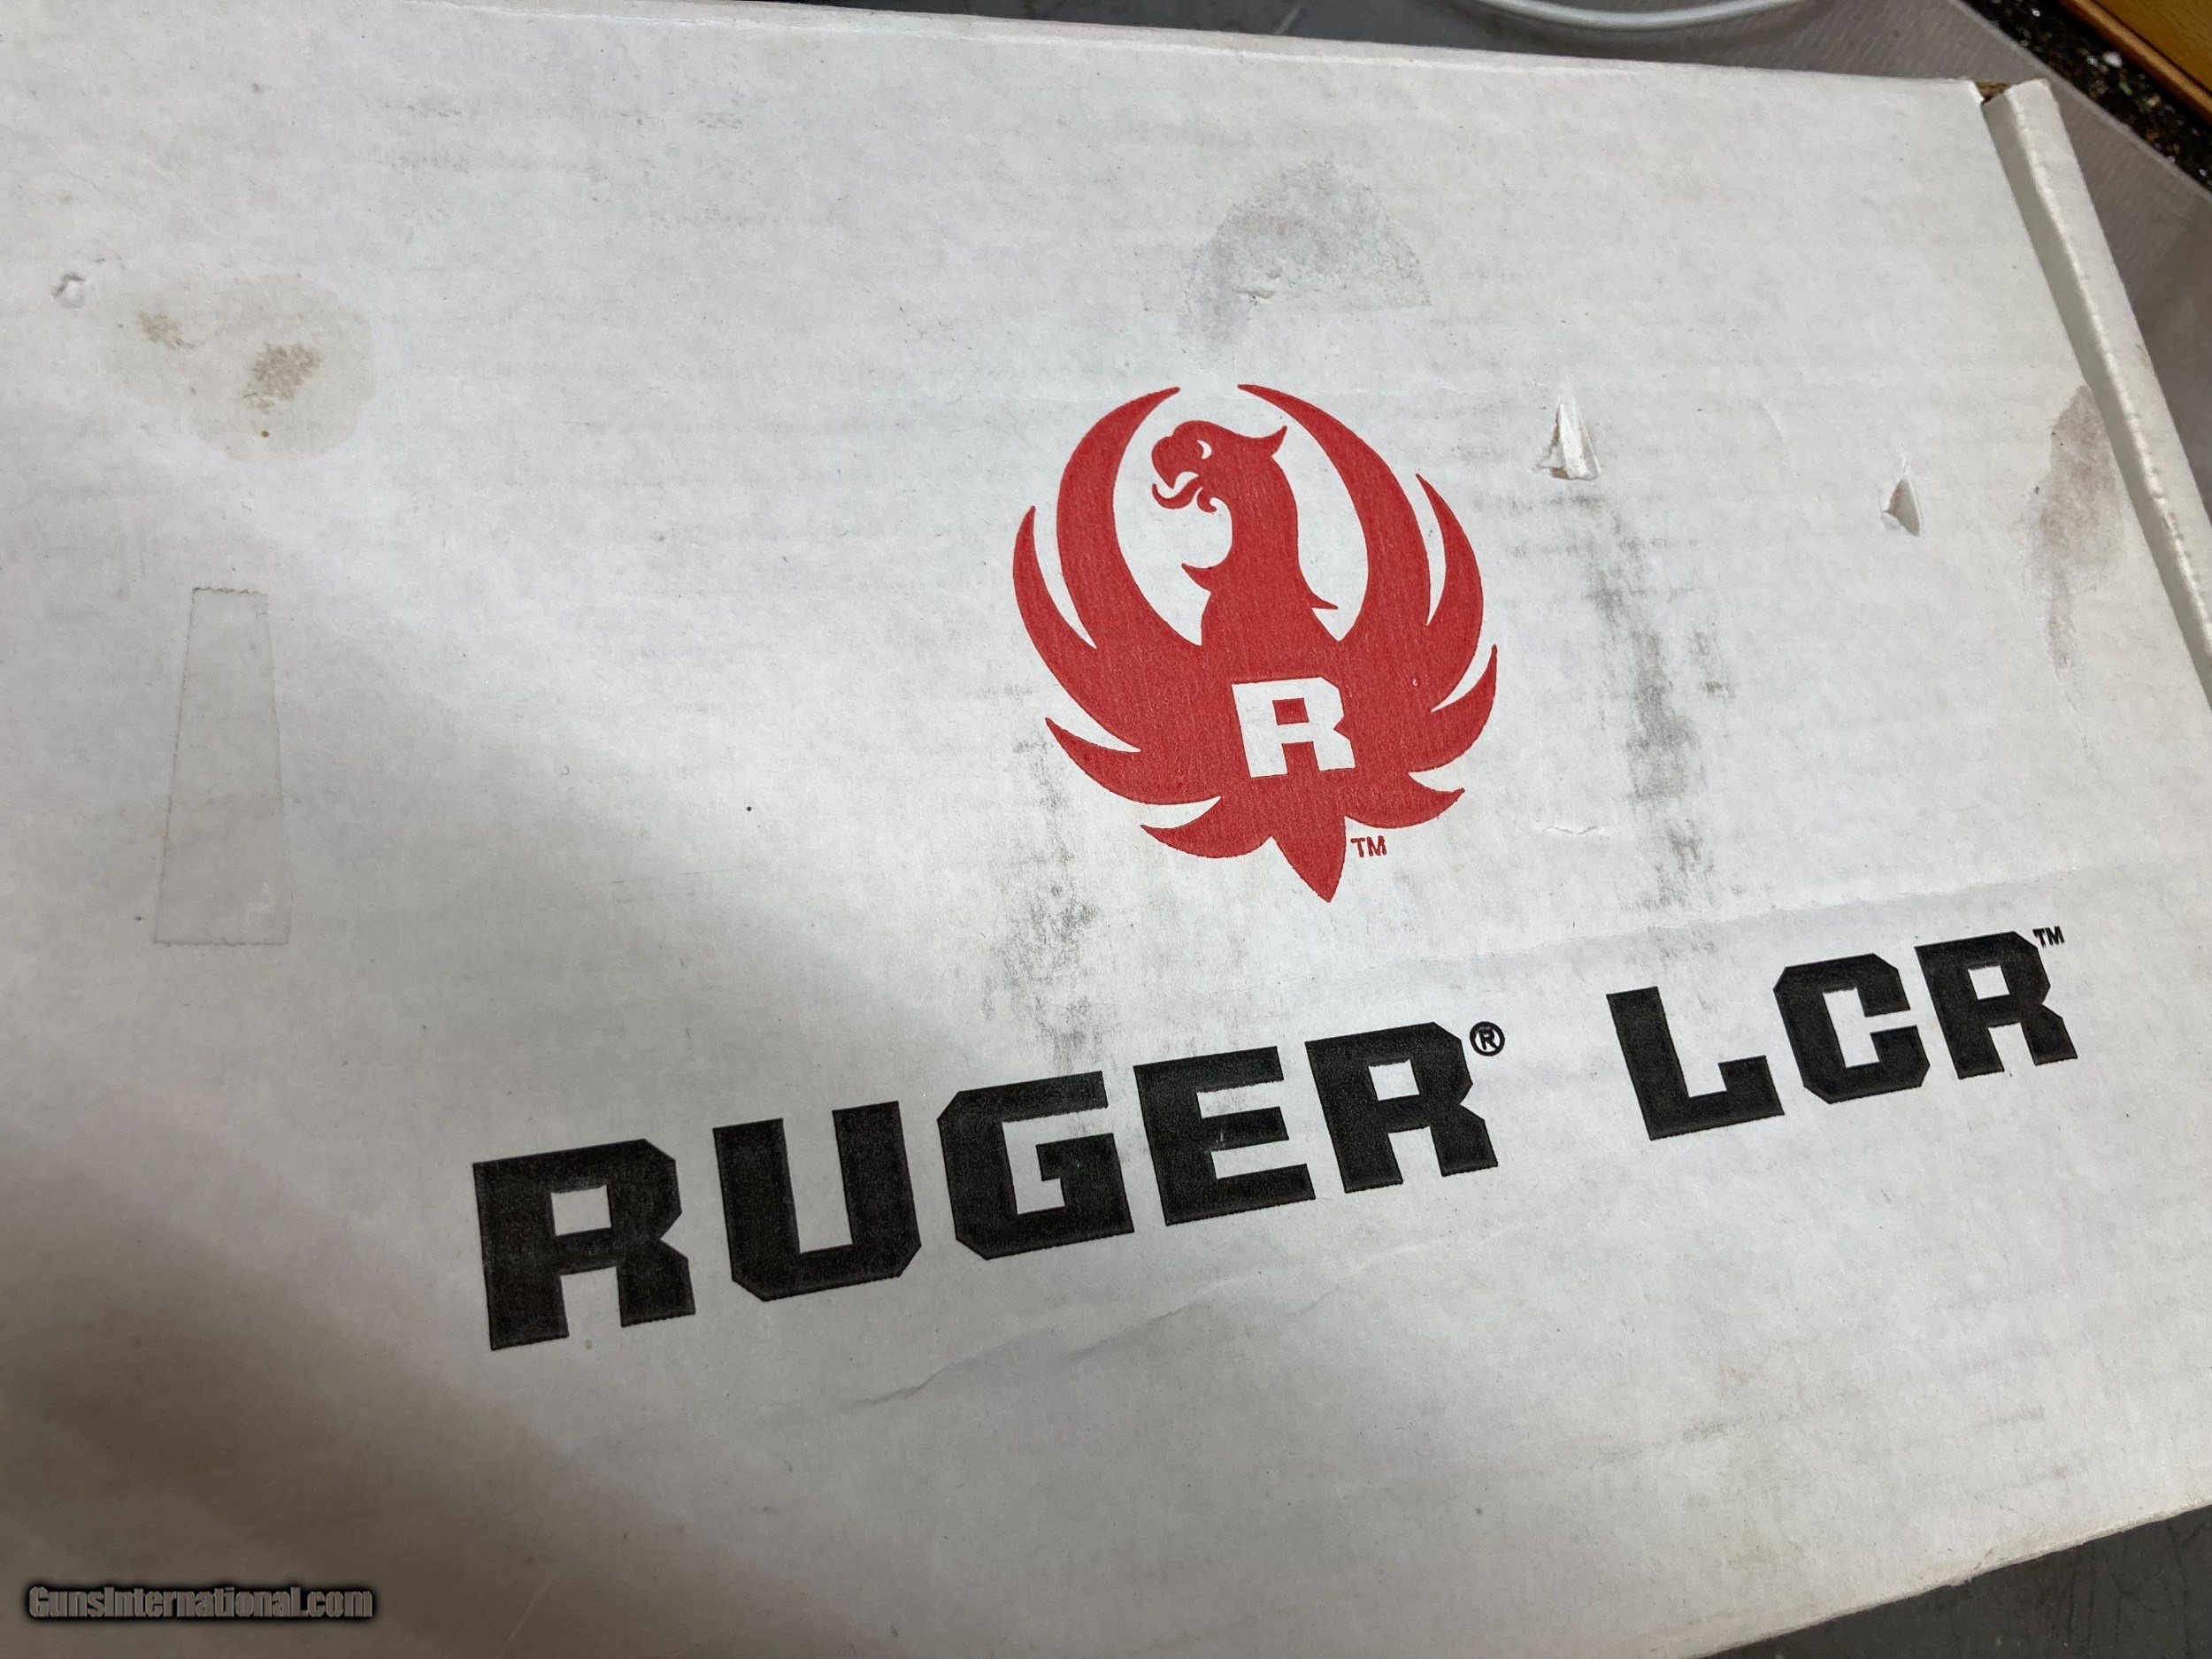 R
TM
RUGER® LCR™
GunsInternational.com